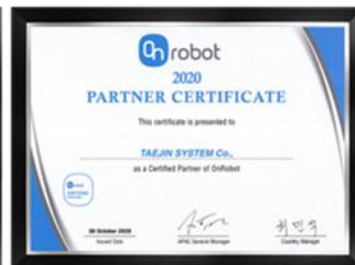 On robot
2020
PARTNER CERTIFICATE
This certificate is presented to
TAEJIN SYSTEM Co.,
as a Certified Partner of OnRobot
30 October 2020
Issued Date
APAC General Manager
Country Manager